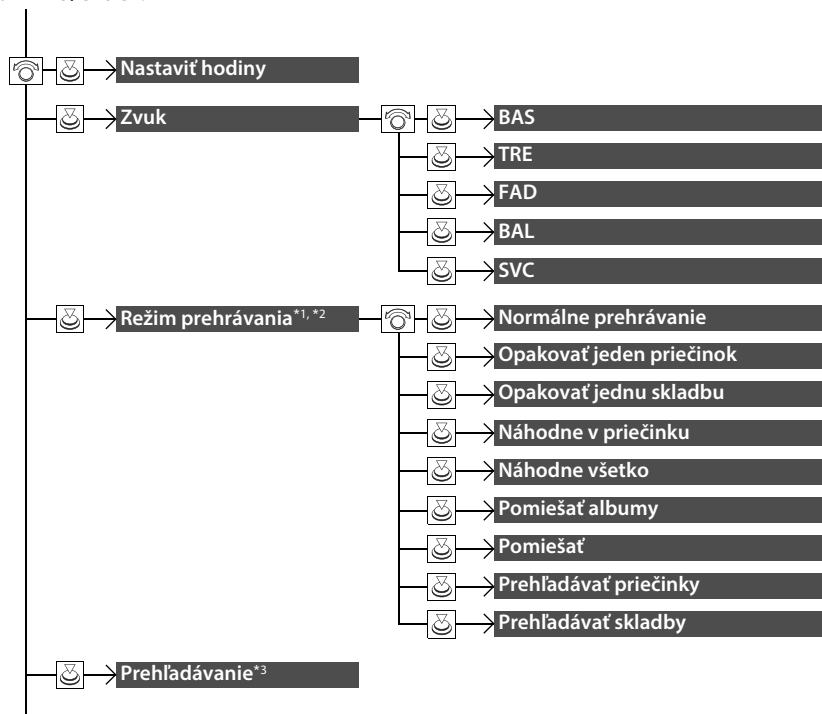 Nastaviť hodiny
Zvuk
BAS
TRE
FAD
BAL
SVC
Režim prehrávania*1, *2
Normálne prehrávanie
Opakovať jeden priečinok
Opakovať jednu skladbu
Náhodne v priečinku
Náhodne všetko
Pomiešať albumy
Pomiešať
Prehľadávať priečinky
Prehľadávať skladby
Prehľadávanie*3